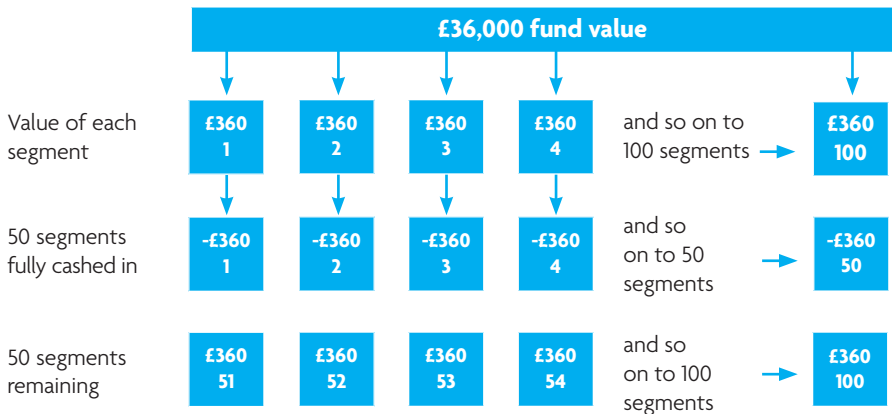 £36,000 fund value
Value of each
segment
£360
1
£360
2
£360
3
£360
4
and so on to
100 segments
£360
100
50 segments
fully cashed in
-£360
1
-£360
2
-£360
3
-£360
4
and so
on to 50
segments
-£360
50
50 segments
remaining
£360
51
£360
52
£360
53
£360
54
and so
on to 100
segments
£360
100